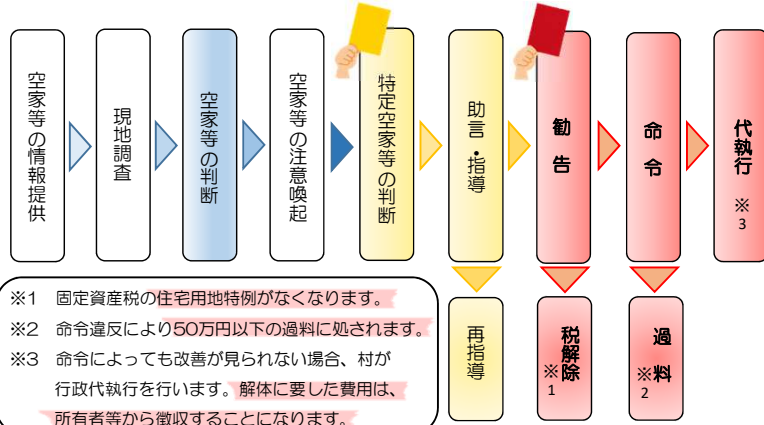 空家等の情報提供
現地調査
空家等の判断
空家等の注意喚起
特定空家等の判断
助言・指導
勧告
命令
代執行 ※3
再指導
税解除 ※1
過料 ※2
※1 固定資産税の住宅用地特例がなくなります。
※2 命令違反により50万円以下の過料に処されます。
※3 命令によっても改善が見られない場合、村が
行政代執行を行います。解体に要した費用は、
所有者等から徴収することになります。